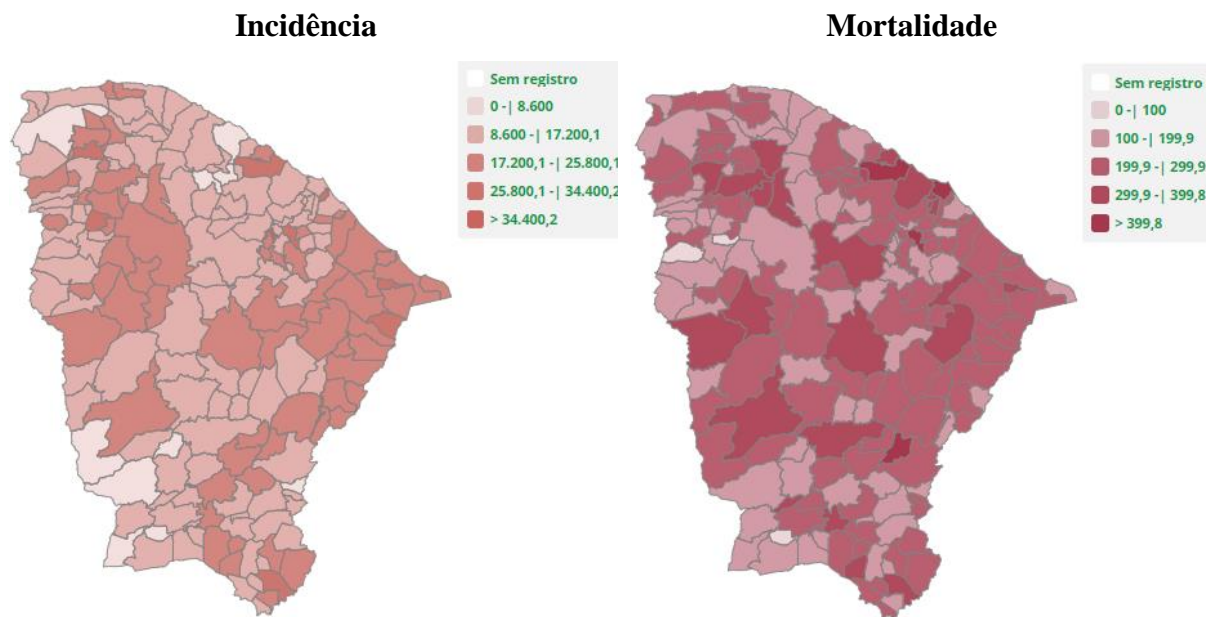 Incidência
Sem registro
0 -| 8.600
8.600 -| 17.200,1
17.200,1 -| 25.800,1
25.800,1 -| 34.400,2
> 34.400,2
Mortalidade
Sem registro
0 -| 100
100 -| 199,9
199,9 -| 299,9
299,9 -| 399,8
> 399,8